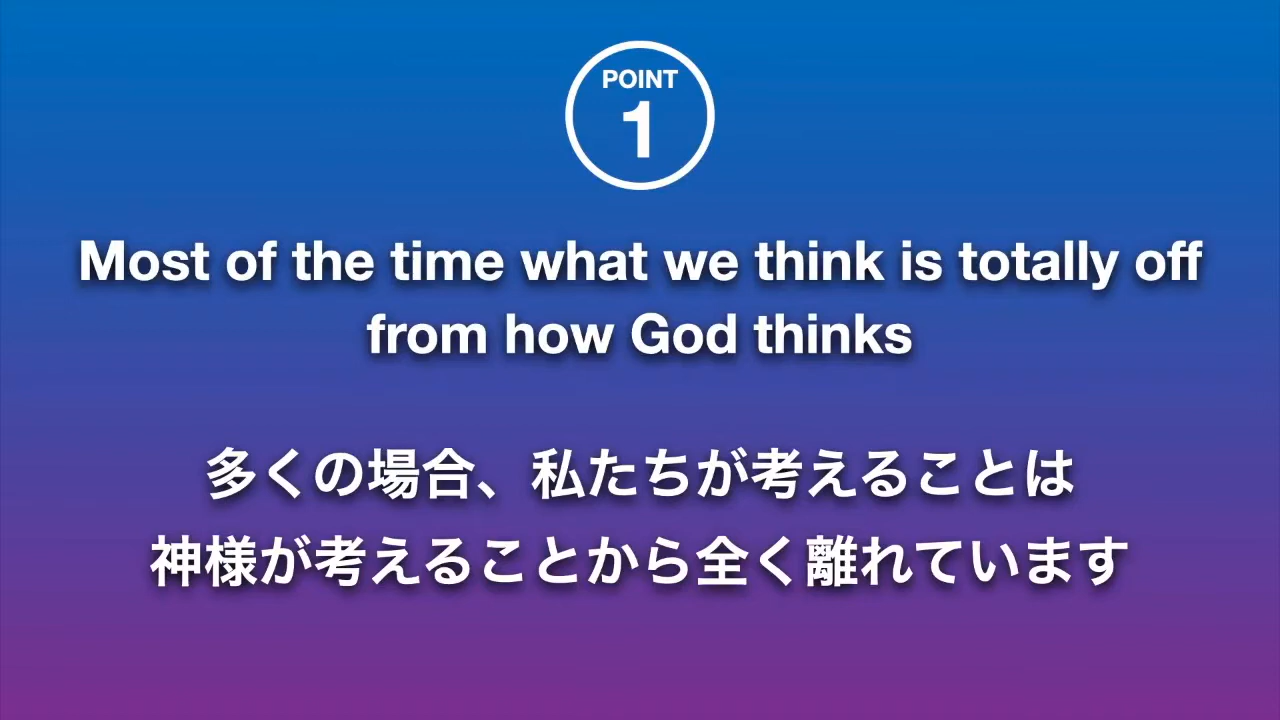 POINT
1
Most of the time what we think is totally off
from how God thinks
多くの場合、私たちが考えることは
神様が考えることから全く離れています